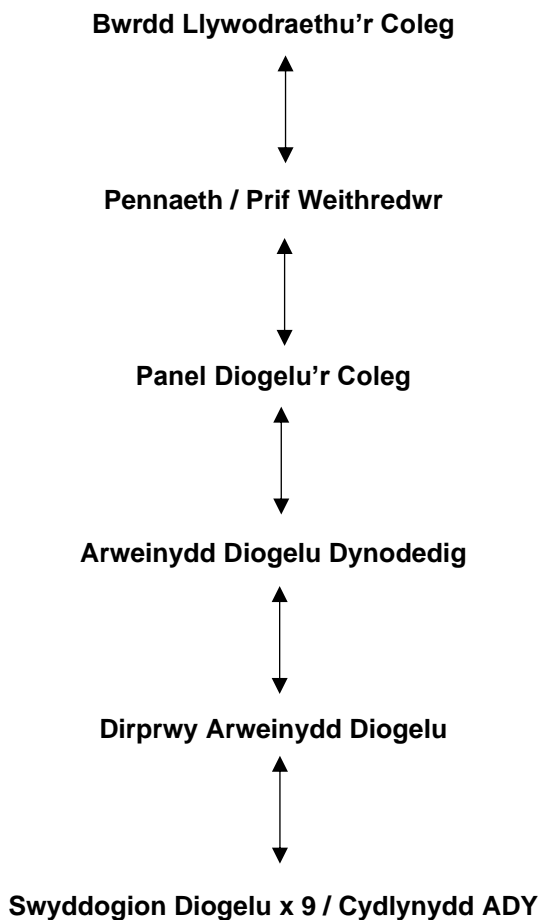 Bwrdd Llywodraethu'r Coleg
Pennaeth / Prif Weithredwr
Panel Diogelu'r Coleg
Arweinydd Diogelu Dynodedig
Dirprwy Arweinydd Diogelu
Swyddogion Diogelu x 9 / Cydlynydd ADY